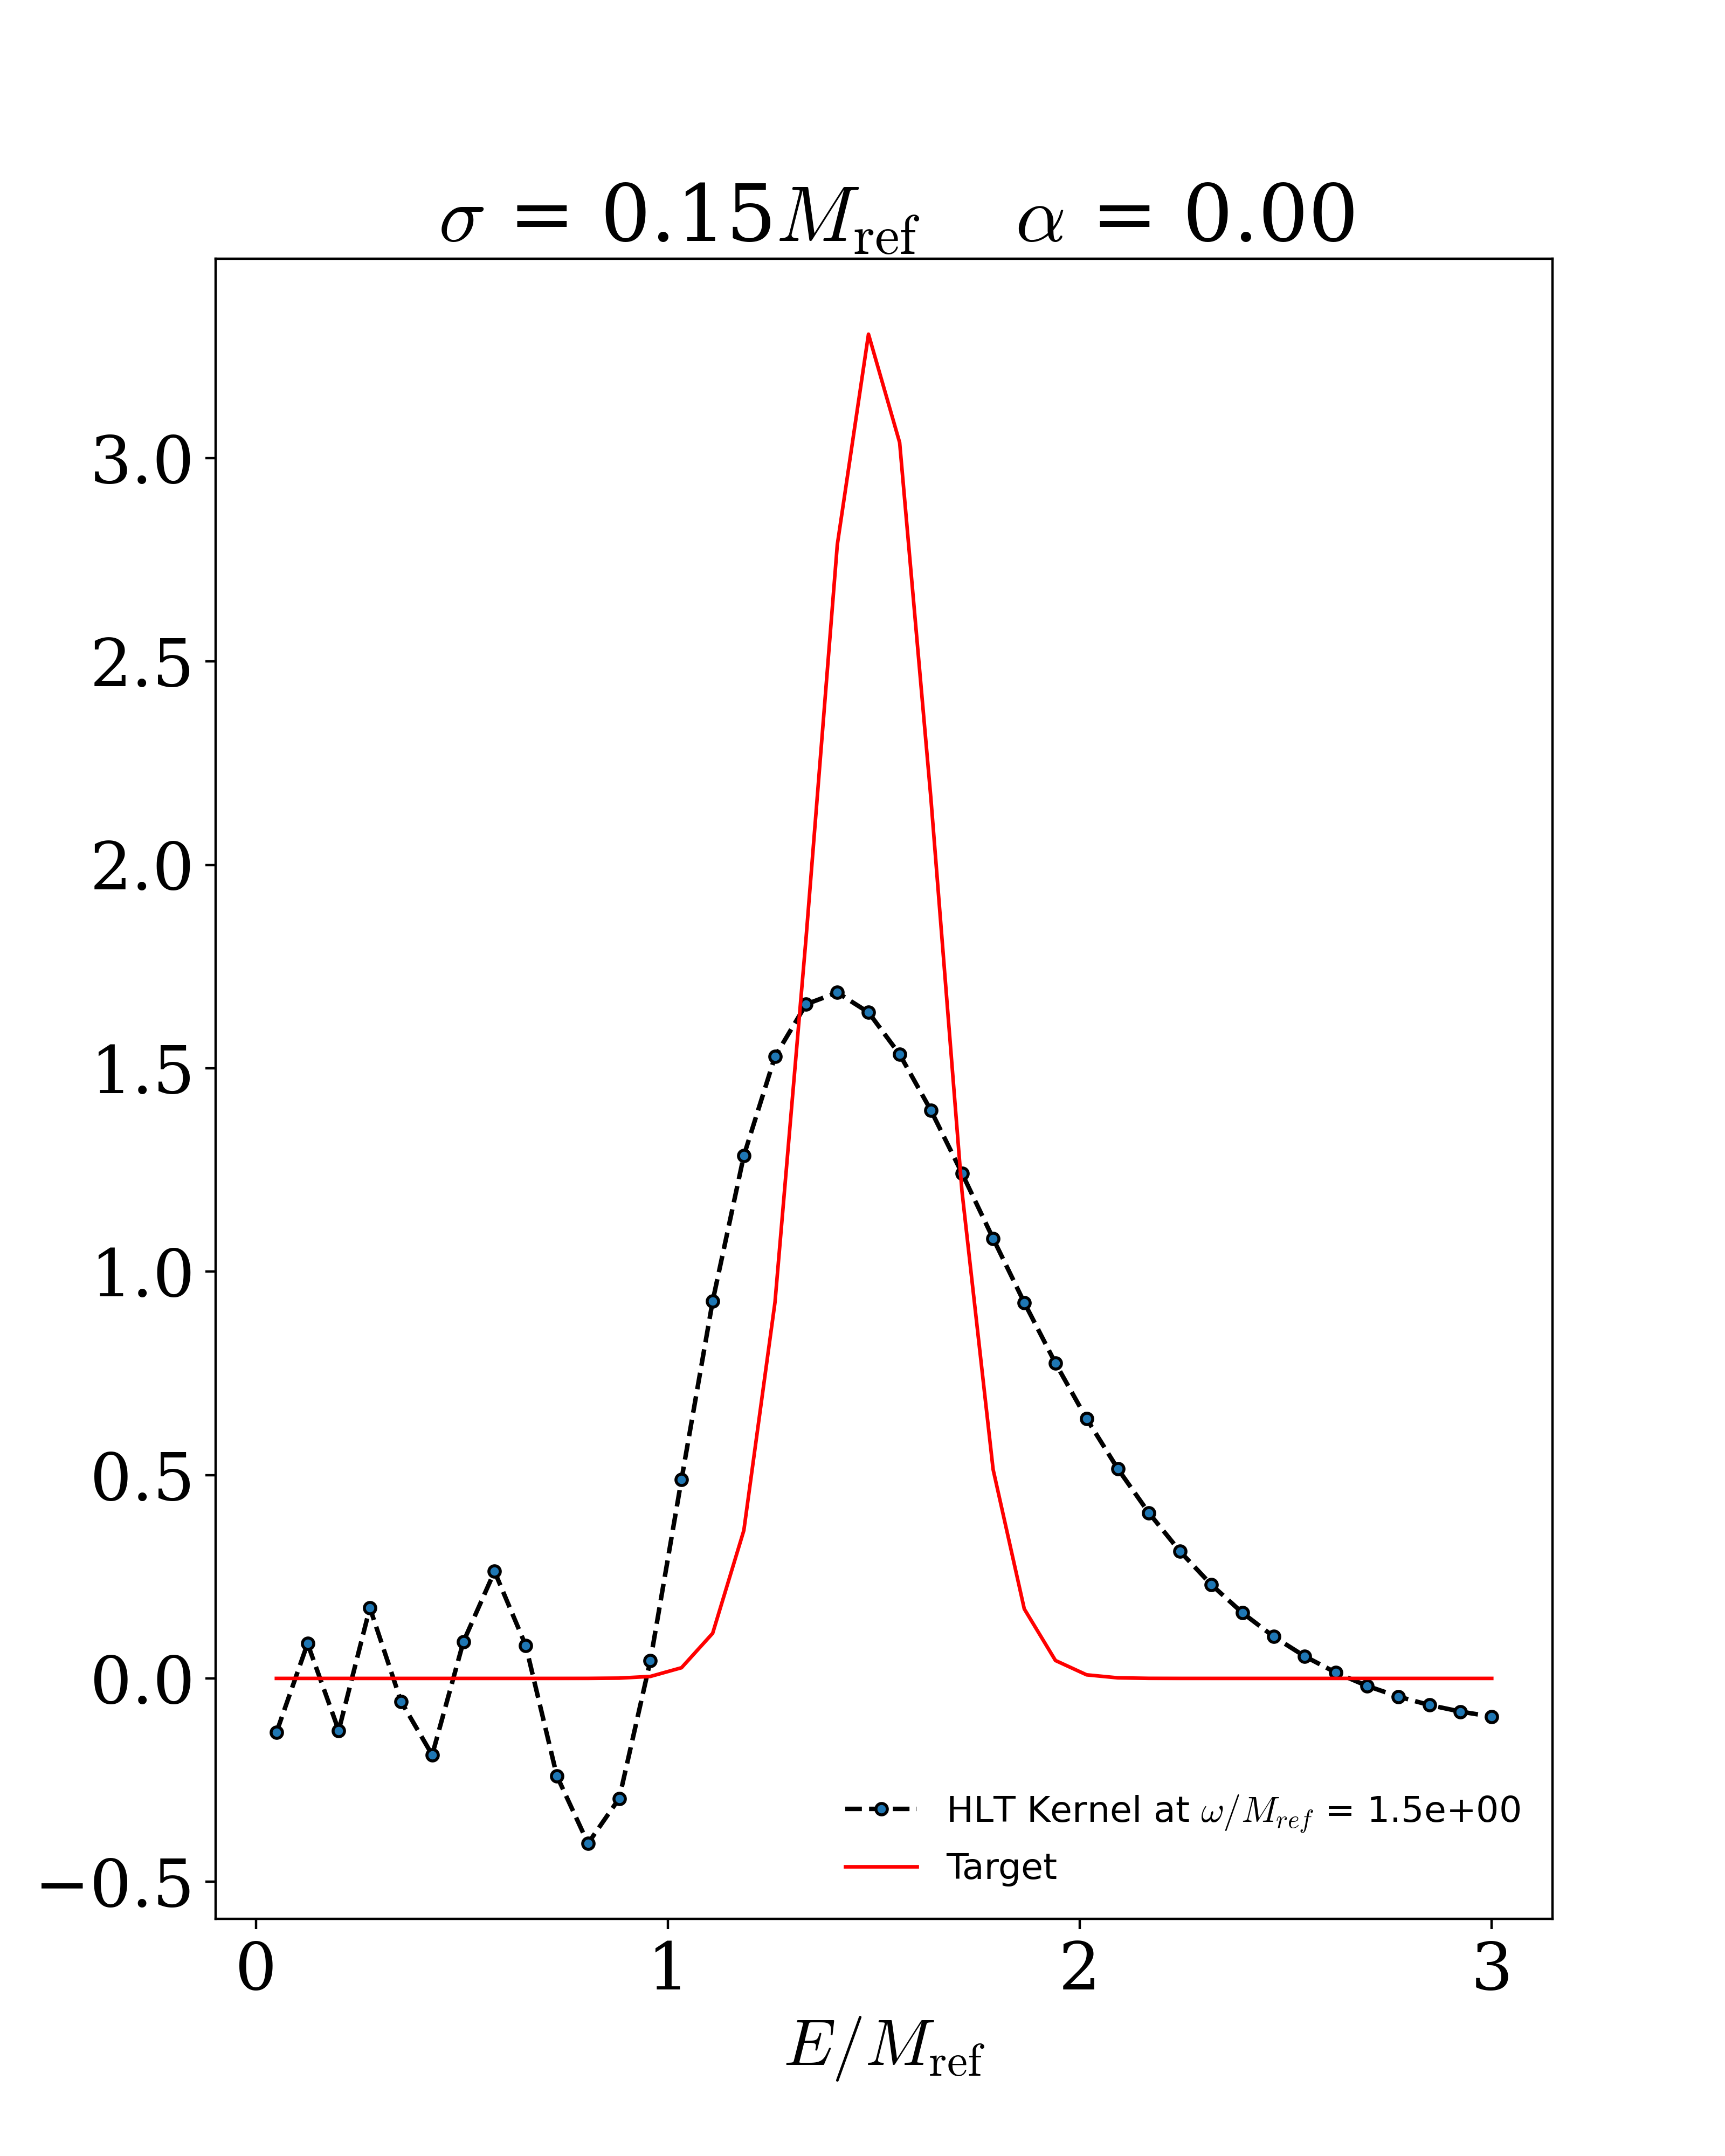 σ = 0.15M_ref α = 0.00
3.0
2.5
2.0
1.5
1.0
0.5
0.0
−0.5
HLT Kernel at ω/M_ref = 1.5e+00
Target
0 1 2 3
E/M_ref